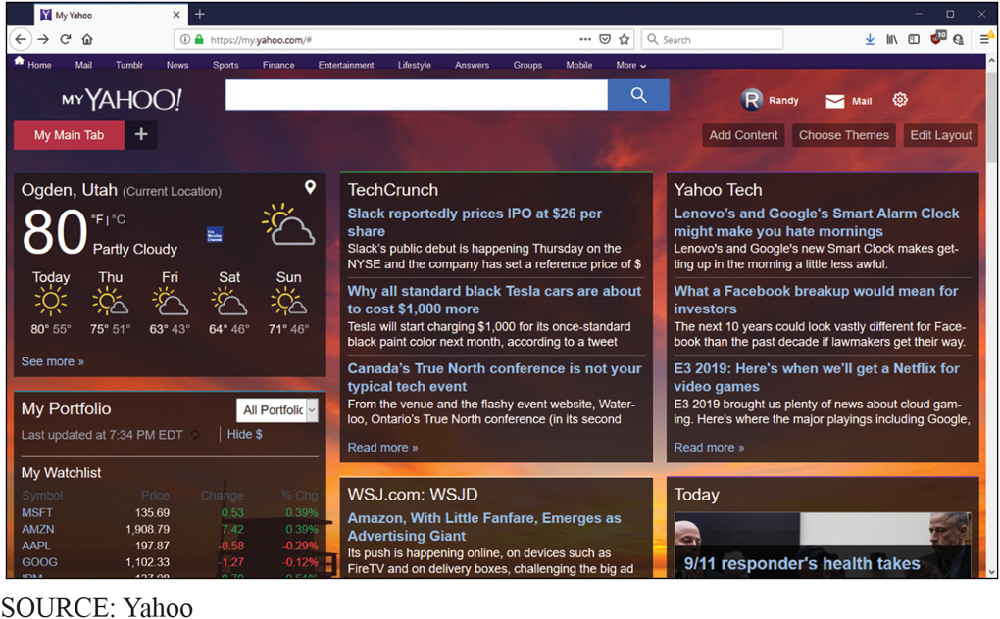 My Yahoo
https://my.yahoo.com/#
Search
10
Home Mail Tumblr News Sports Finance Entertainment Lifestyle Answers Groups Mobile More
MY YAHOO!
R Randy Mail
My Main Tab +
Add Content Choose Themes Edit Layout
Ogden, Utah (Current Location)
80 °F | °C
Partly Cloudy
The Weather Channel
Today Thu Fri Sat Sun
80° 55° 75° 51° 63° 43° 64° 46° 71° 46°
See more »
My Portfolio All Portfolic
Last updated at 7:34 PM EDT Hide $
My Watchlist
Symbol Price Change % Chg
MSFT 135.69 0.53 0.39%
AMZN 1,908.79 7.42 0.39%
AAPL 197.87 -0.58 -0.29%
GOOG 1,102.33 -1.27 -0.12%
TechCrunch
Slack reportedly prices IPO at $26 per
share
Slack's public debut is happening Thursday on the
NYSE and the company has set a reference price of $
Why all standard black Tesla cars are about
to cost $1,000 more
Tesla will start charging $1,000 for its once-standard
black paint color next month, according to a tweet
Canada's True North conference is not your
typical tech event
From the venue and the flashy event website, Water-
loo, Ontario's True North conference (in its second
Read more »
WSJ.com: WSJD
Amazon, With Little Fanfare, Emerges as
Advertising Giant
Its push is happening online, on devices such as
FireTV and on delivery boxes, challenging the big ad
Yahoo Tech
Lenovo's and Google's Smart Alarm Clock
might make you hate mornings
Lenovo's and Google's new Smart Clock makes get-
ting up in the morning a little less awful.
What a Facebook breakup would mean for
investors
The next 10 years could look vastly different for Face-
book than the past decade if lawmakers get their way.
E3 2019: Here's when we'll get a Netflix for
video games
E3 2019 brought us plenty of news about cloud gam-
ing. Here's where the major playings including Google,
Read more »
Today
9/11 responder's health takes
SOURCE: Yahoo